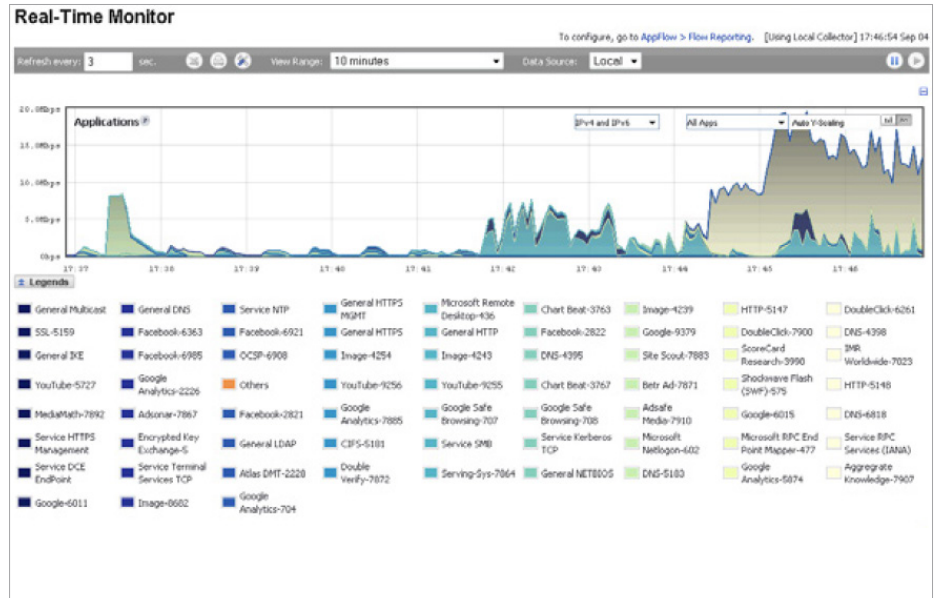 Real-Time Monitor
To configure, go to AppFlow > Flow Reporting. [Using Local Collector] 17:46:54 Sep 04
Refresh every: 3 sec. View Range: 10 minutes Data Source: Local
20.0Kbps
Applications IPv4 and IPv6 All Apps Auto Y-Scaling
15.0Kbps
10.0Kbps
5.0Kbps
0bps
17:37 17:38 17:39 17:40 17:41 17:42 17:43 17:44 17:45 17:46
Legends
General Multicast General DNS Service NTP General HTTPS MGMT Microsoft Remote Desktop-436 Chart Beat-3763 Image-4239 HTTP-5147 DoubleClick-6261
SSL-5159 Facebook-6363 Facebook-6921 General HTTPS General HTTP Facebook-2822 Google-9379 DoubleClick-7900 DNS-4398
General IKE Facebook-6985 OCSP-6908 Image-4254 Image-4243 DNS-4395 Site Scout-7883 ScoreCard Research-3990 IMR Worldwide-7023
YouTube-5727 Google Analytics-2226 Others YouTube-9256 YouTube-9255 Chart Beat-3767 Betr Ad-7871 Shockwave Flash (SWF)-575 HTTP-5148
MediaMath-7892 Adsonar-7867 Facebook-2821 Google Analytics-7885 Google Safe Browsing-707 Google Safe Browsing-708 Adsafe Media-7910 Google-6015 DNS-6818
Service HTTPS Management Encrypted Key Exchange-5 General LDAP CIFS-5181 Service SMB Service Kerberos TCP Microsoft Netlogon-602 Microsoft RPC End Point Mapper-477 Service RPC Services (IANA)
Service DCE EndPoint Service Terminal Services TCP Atlas DMT-2228 Double Verify-7872 Serving-Sys-7864 General NETBIOS DNS-5183 Google Analytics-5874 Aggregrate Knowledge-7907
Google-6011 Image-8682 Google Analytics-704